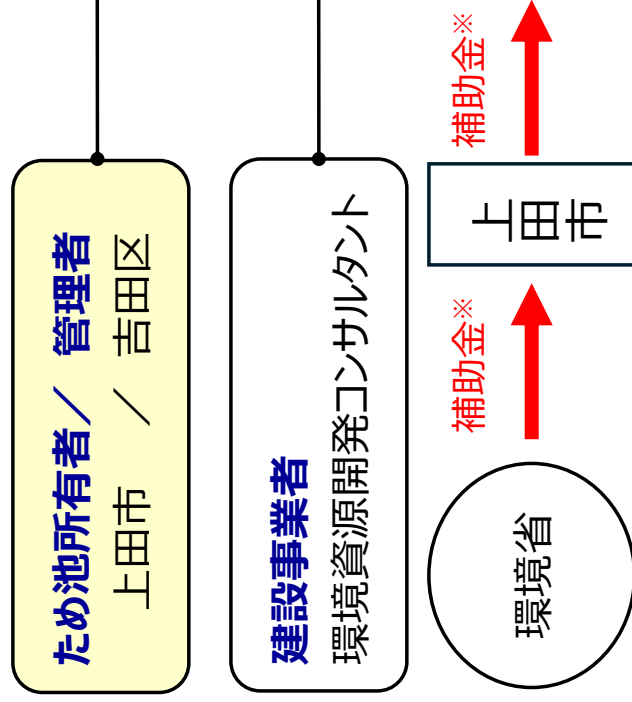 ため池所有者／ 管理者
上田市 ／ 吉田区
建設事業者
環境資源開発コンサルタント
環境省
補助金※
上田市
補助金※